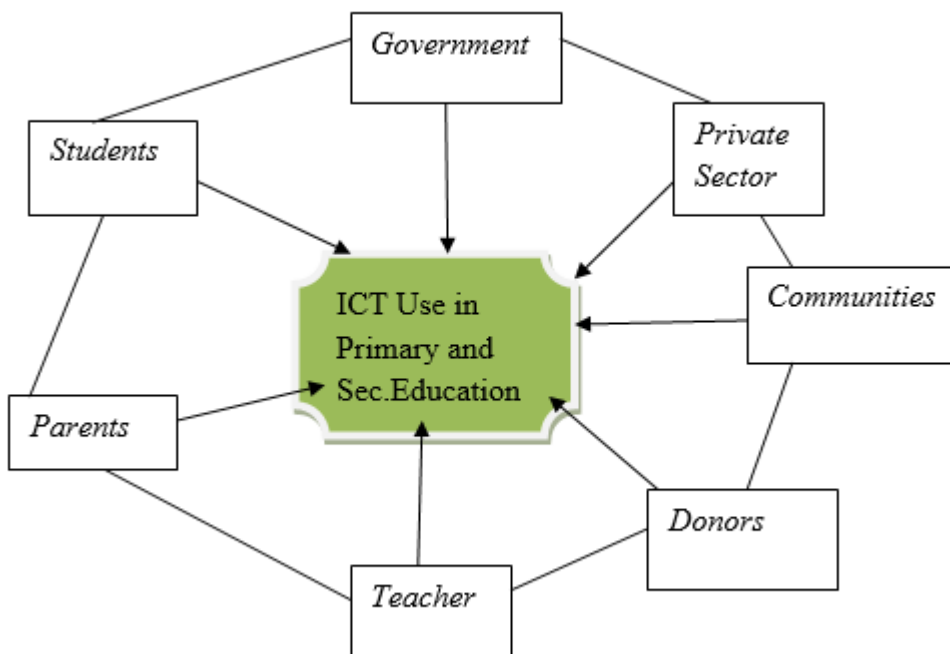 Government
Students
Private
Sector
ICT Use in
Primary and
Sec.Education
Communities
Parents
Donors
Teacher